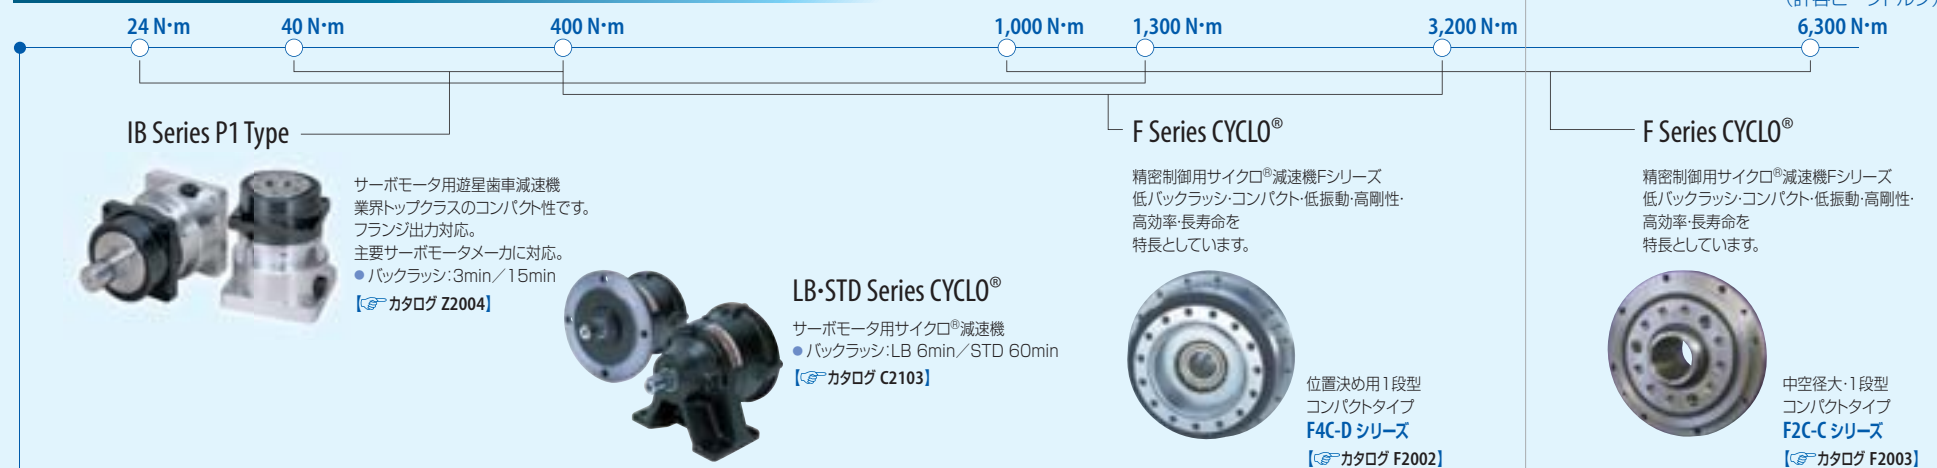 24 N·m
40 N·m
400 N·m
1,000 N·m
1,300 N·m
3,200 N·m
6,300 N·m
IB Series P1 Type
サーボモータ用遊星歯車減速機
業界トップクラスのコンパクト性です。
フランジ出力対応。
主要サーボモータメーカに対応。
● バックラッシ：3min／15min
【☞カタログ Z2004】
LB·STD Series CYCLO®
サーボモータ用サイクロ®減速機
● バックラッシ：LB 6min／STD 60min
【☞カタログ C2103】
F Series CYCLO®
精密制御用サイクロ®減速機Fシリーズ
低バックラッシ・コンパクト・低振動・高剛性・
高効率・長寿命を
特長としています。
位置決め用1段型
コンパクトタイプ
F4C-D シリーズ
【☞カタログ F2002】
F Series CYCLO®
精密制御用サイクロ®減速機Fシリーズ
低バックラッシ・コンパクト・低振動・高剛性・
高効率・長寿命を
特長としています。
中空径大・1段型
コンパクトタイプ
F2C-C シリーズ
【☞カタログ F2003】